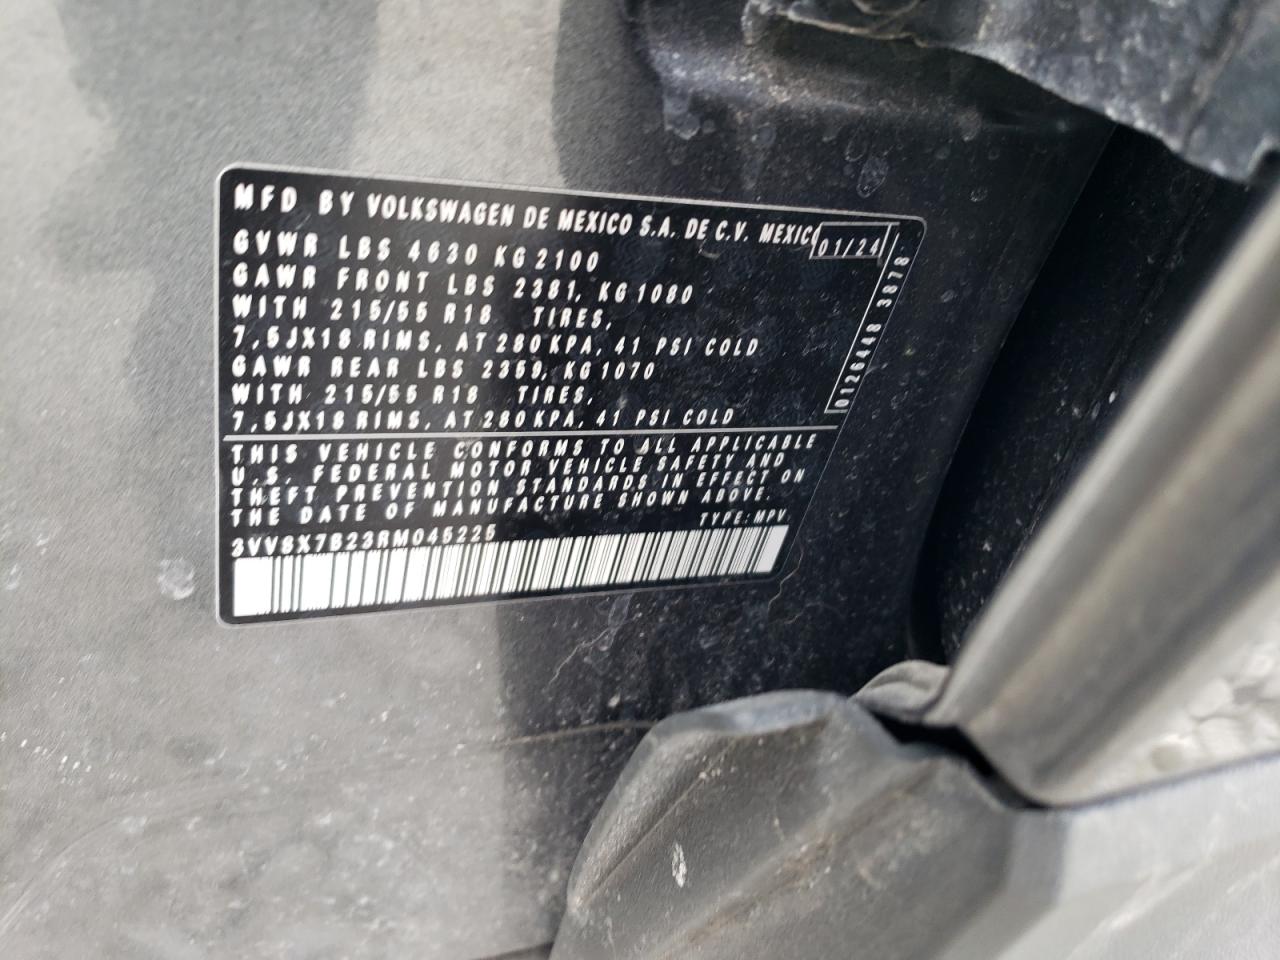 MFD BY VOLKSWAGEN DE MEXICO S.A. DE C.V. MEXICO
01/24
GVWR LBS 4630 KG 2100
GAWR FRONT LBS 2381, KG 1080
WITH 215/55 R18 TIRES,
7,5JX18 RIMS, AT 280 KPA, 41 PSI COLD
GAWR REAR LBS 2359, KG 1070
WITH 215/55 R18 TIRES,
7,5JX18 RIMS, AT 280 KPA, 41 PSI COLD
0126448 3878
THIS VEHICLE CONFORMS TO ALL APPLICABLE
U.S. FEDERAL MOTOR VEHICLE SAFETY AND
THEFT PREVENTION STANDARDS IN EFFECT ON
THE DATE OF MANUFACTURE SHOWN ABOVE.
3VV8X7B23RM045225 TYPE: MPV